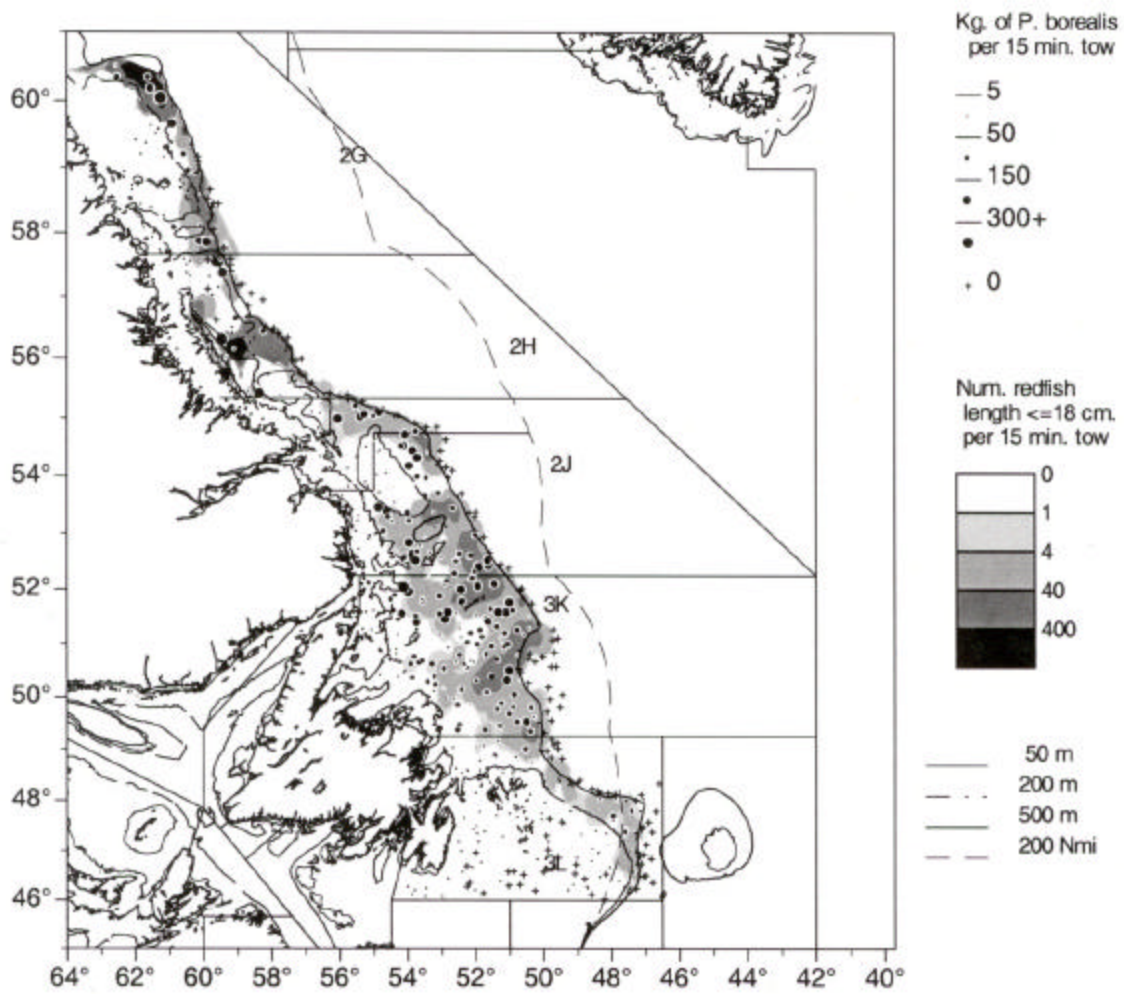 Kg. of P. borealis
per 15 min. tow
5
50
150
300+
0
Num. redfish
length <=18 cm.
per 15 min. tow
0
1
4
40
400
50 m
200 m
500 m
200 Nmi
60°
58°
56°
54°
52°
50°
48°
46°
2G
2H
2J
3K
3L
64° 62° 60° 58° 56° 54° 52° 50° 48° 46° 44° 42° 40°